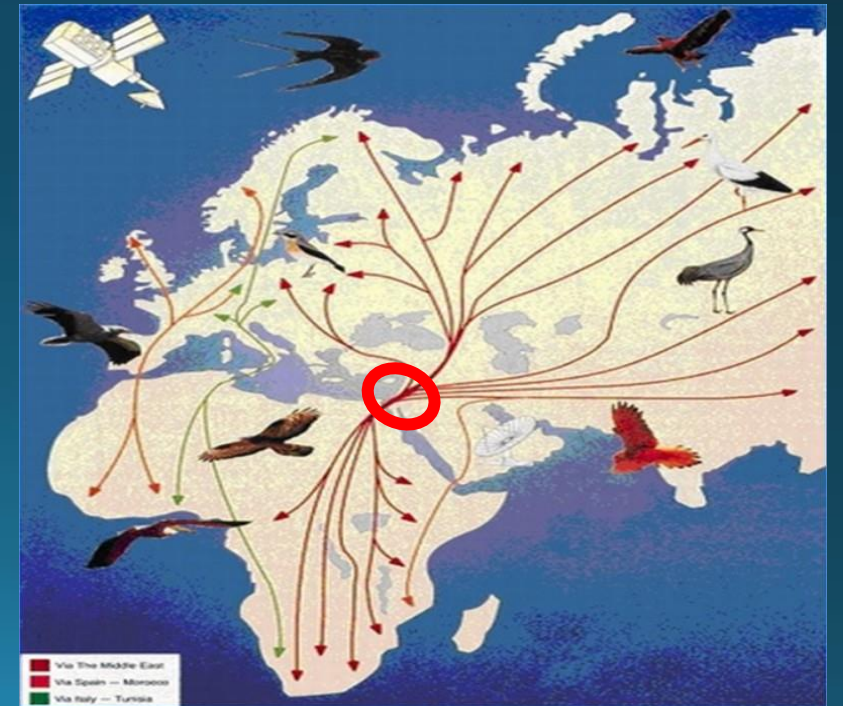 Via The Middle East
Via Spain — Morocco
Via Italy — Tunisia